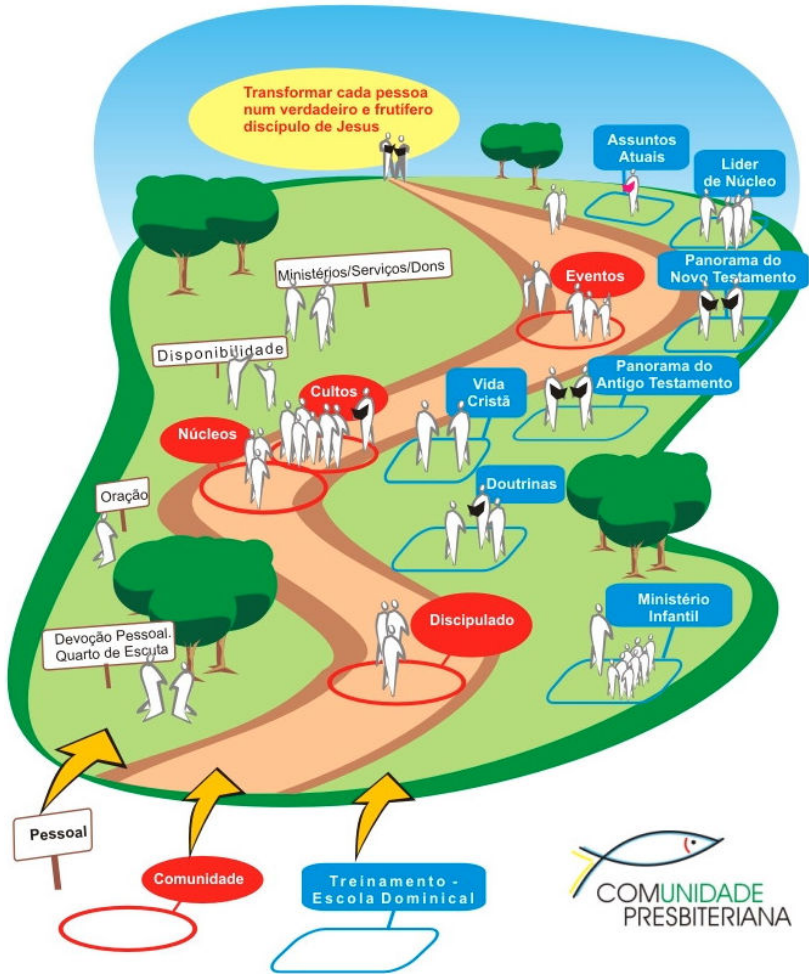 Transformar cada pessoa
num verdadeiro e frutífero
discípulo de Jesus
Assuntos
Atuais
Lider
de Núcleo
Ministérios/Serviços/Dons
Eventos
Panorama do
Novo Testamento
Disponibilidade
Panorama do
Antigo Testamento
Cultos
Vida
Cristã
Núcleos
Oração
Doutrinas
Devoção Pessoal.
Quarto de Escuta
Discipulado
Ministério
Infantil
Pessoal
Comunidade
Treinamento -
Escola Dominical
COMUNIDADE
PRESBITERIANA